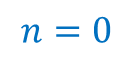 n = 0